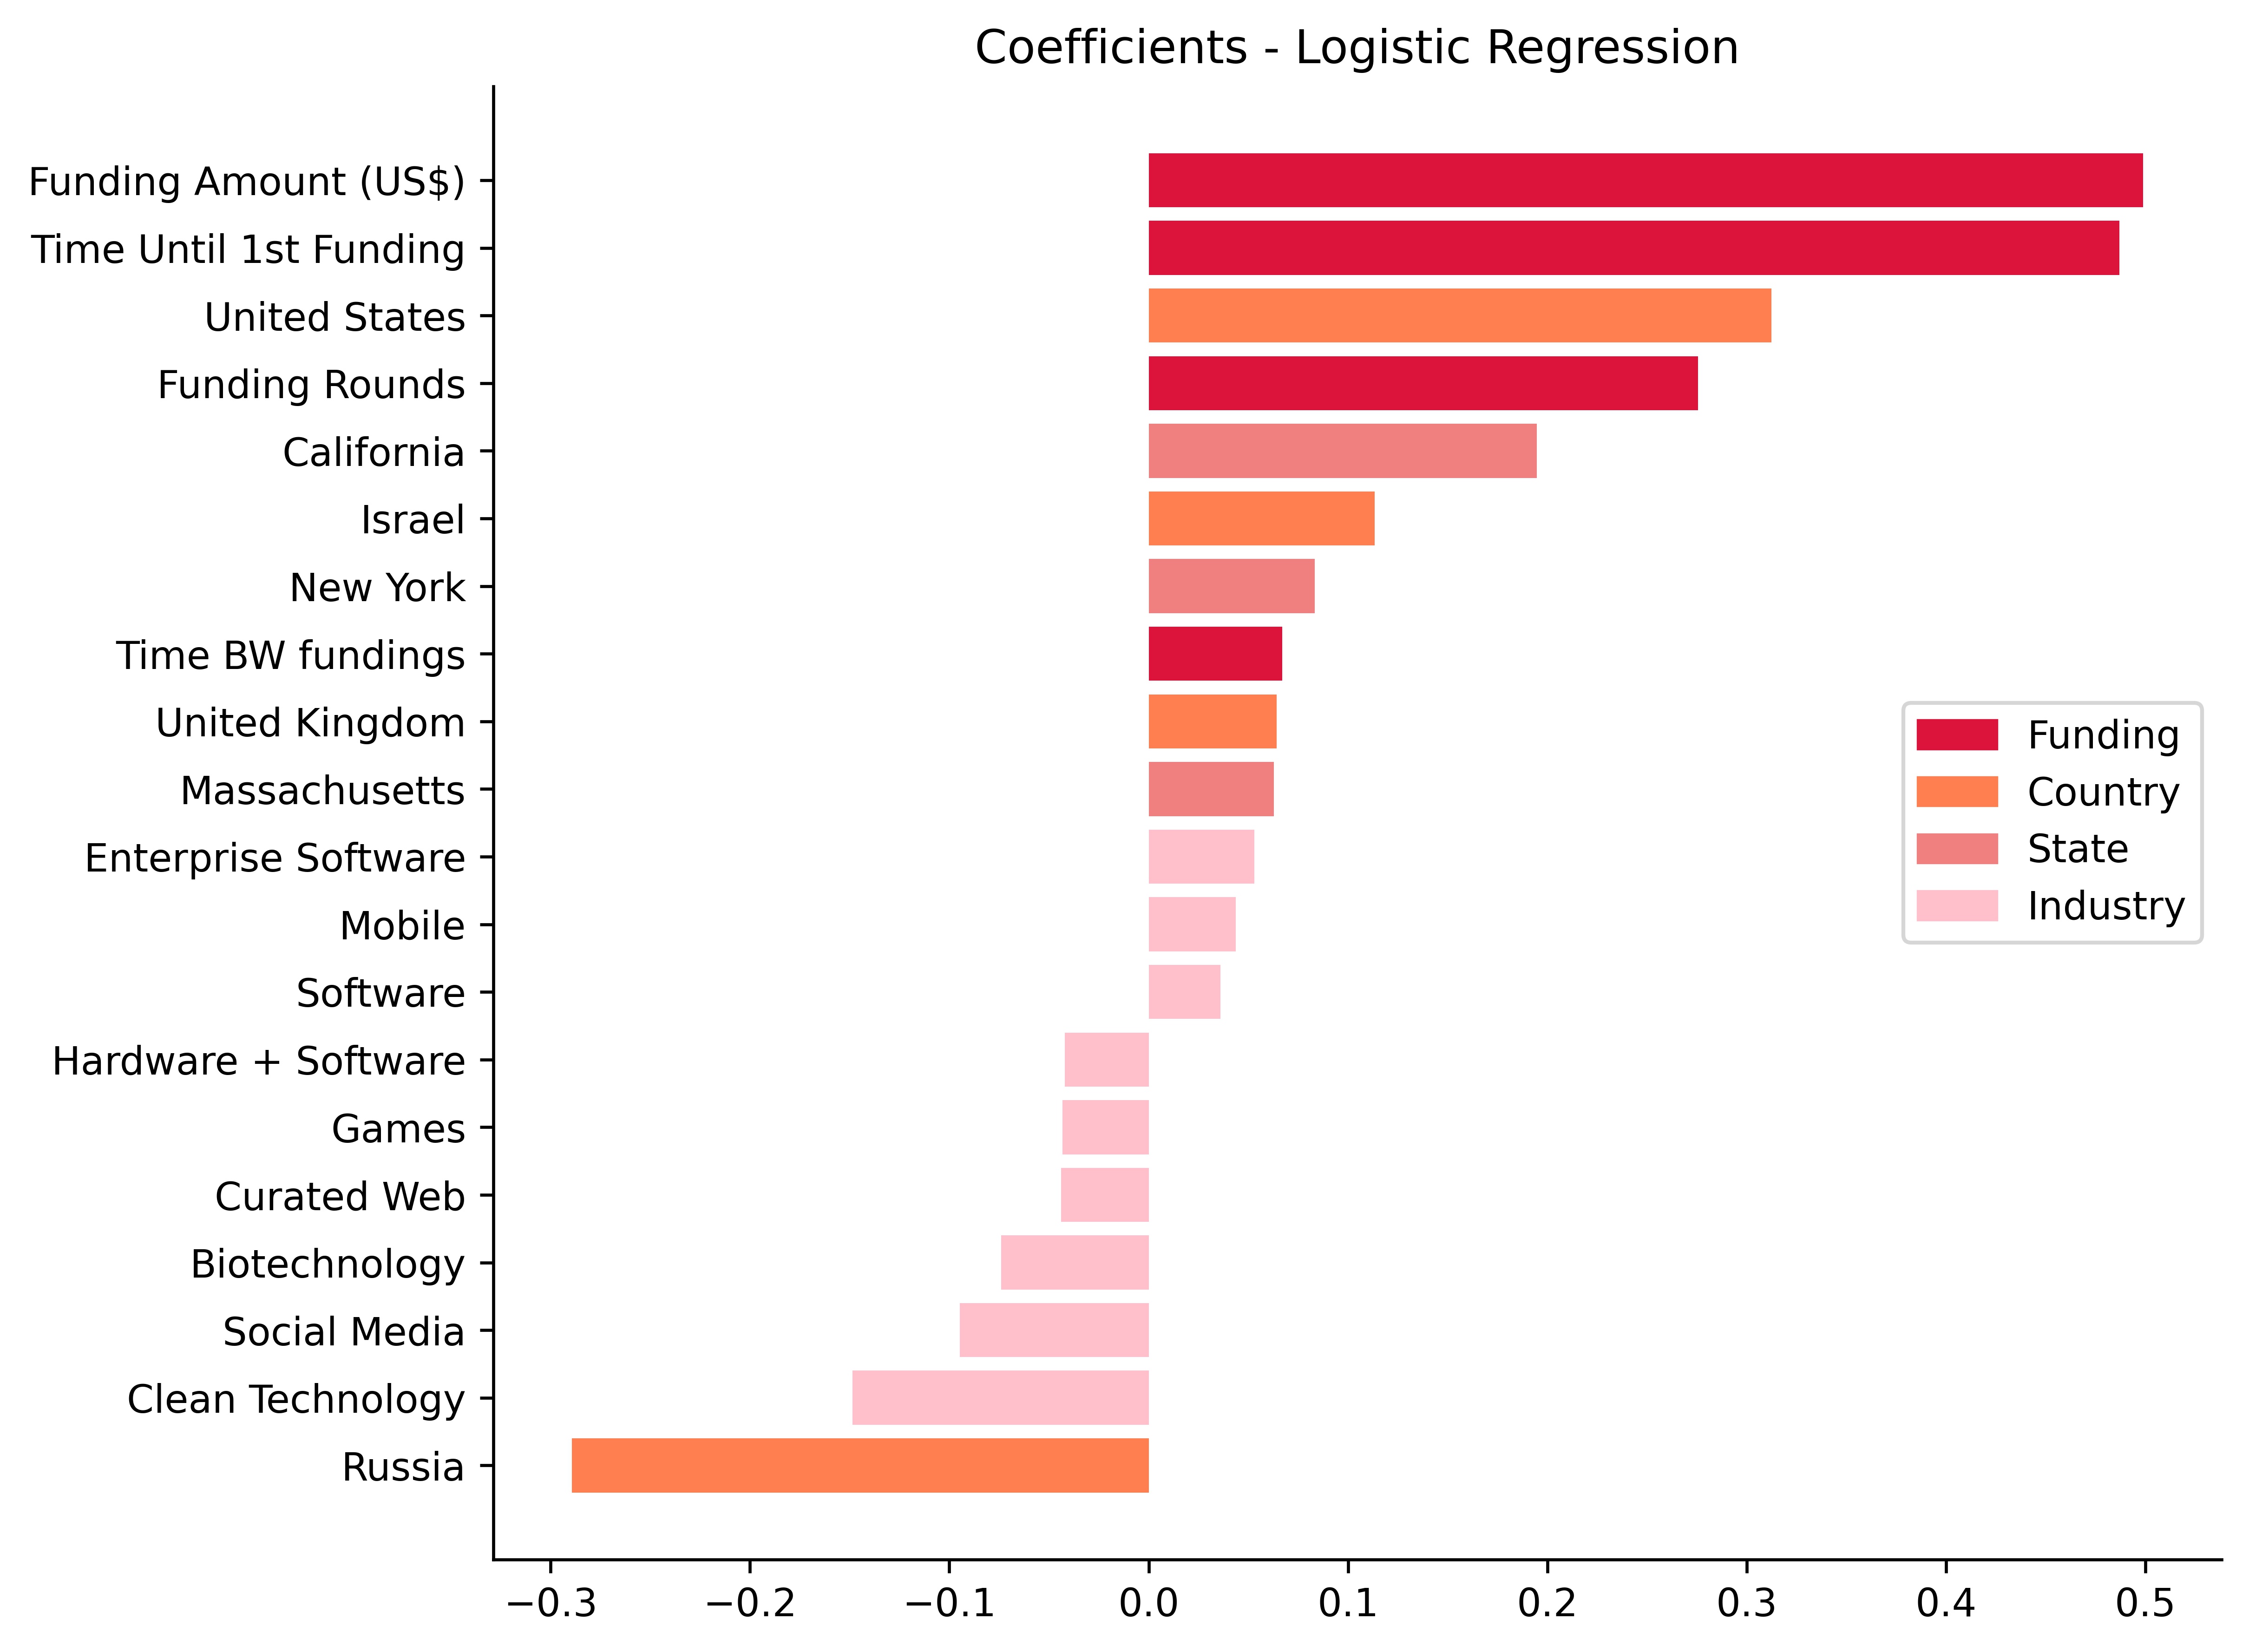 Coefficients - Logistic Regression
Funding Amount (US$)
Time Until 1st Funding
United States
Funding Rounds
California
Israel
New York
Time BW fundings
United Kingdom
Massachusetts
Enterprise Software
Mobile
Software
Hardware + Software
Games
Curated Web
Biotechnology
Social Media
Clean Technology
Russia
Funding
Country
State
Industry
−0.3 −0.2 −0.1 0.0 0.1 0.2 0.3 0.4 0.5